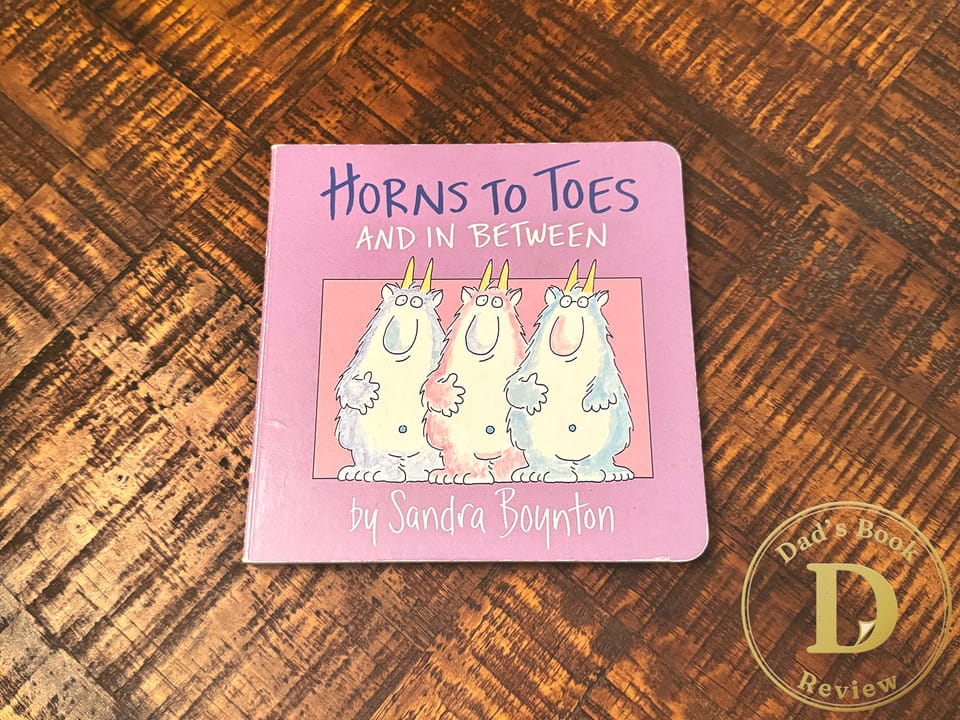 HORNS TO TOES
AND IN BETWEEN
by Sandra Boynton
Dad's Book
D
Review